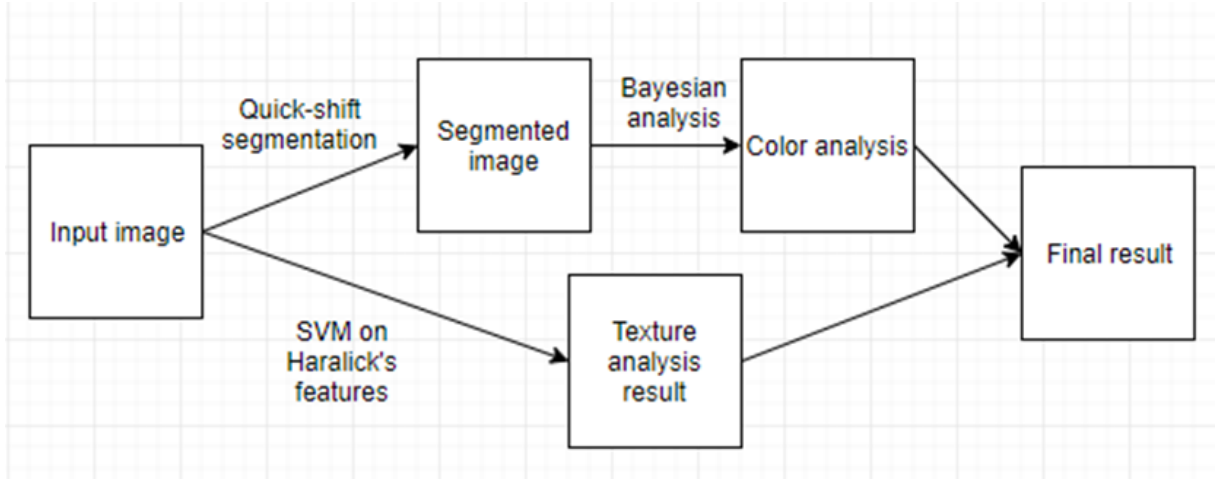 Input image
Quick-shift
segmentation
Segmented
image
Bayesian
analysis
Color analysis
SVM on
Haralick's
features
Texture
analysis
result
Final result